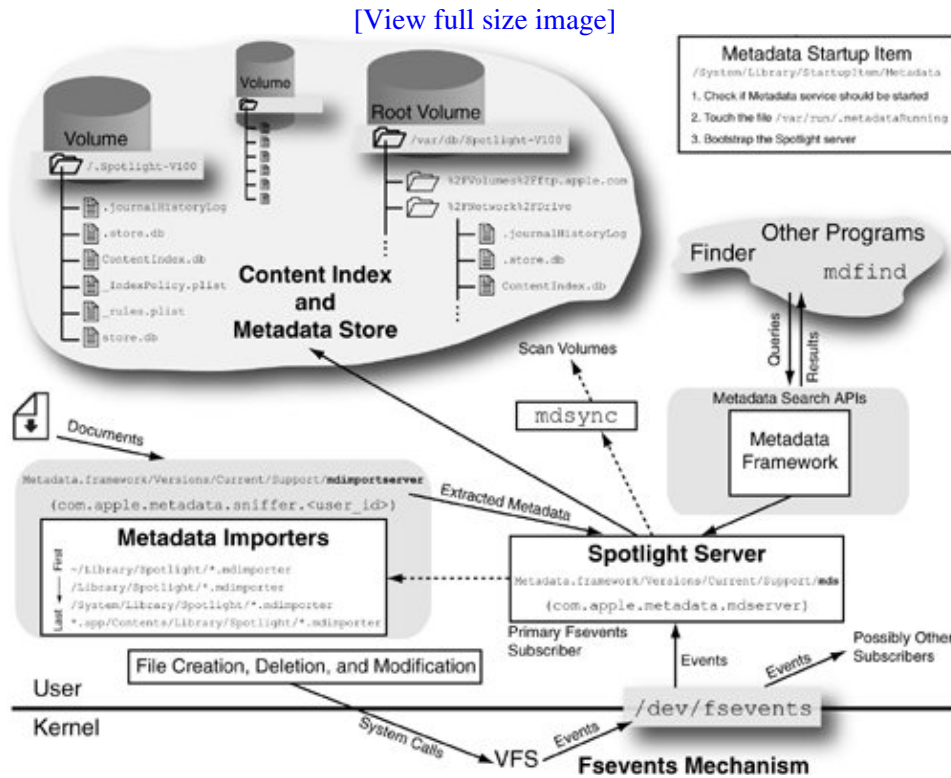 [View full size image]
Metadata Startup Item
/System/Library/StartupItem/Metadata
1. Check if Metadata service should be started
2. Touch the file /var/run/.metadataRunning
3. Bootstrap the Spotlight server
Volume
/.Spotlight-V100
.journalHistoryLog
.store.db
ContentIndex.db
_IndexPolicy.plist
_rules.plist
store.db
Volume
Root Volume
/var/db/Spotlight-V100
%2FVolumes%2Fftp.apple.com
%2FNetwork%2FDrive
.journalHistoryLog
.store.db
ContentIndex.db
Content Index
and
Metadata Store
Finder
Other Programs
mdfind
Queries
Results
Scan Volumes
mdsync
Metadata Search APIs
Metadata
Framework
Documents
Metadata.framework/Versions/Current/Support/mdimportserver
(com.apple.metadata.sniffer.<user_id>)
Extracted Metadata
Metadata Importers
First
Last
~/Library/Spotlight/*.mdimporter
/Library/Spotlight/*.mdimporter
/System/Library/Spotlight/*.mdimporter
*.app/Contents/Library/Spotlight/*.mdimporter
Spotlight Server
Metadata.framework/Versions/Current/Support/mds
(com.apple.metadata.mdserver)
Primary Fsevents
Subscriber
Events
Events
Possibly Other
Subscribers
File Creation, Deletion, and Modification
User
Kernel
System Calls
VFS
Events
/dev/fsevents
Fsevents Mechanism